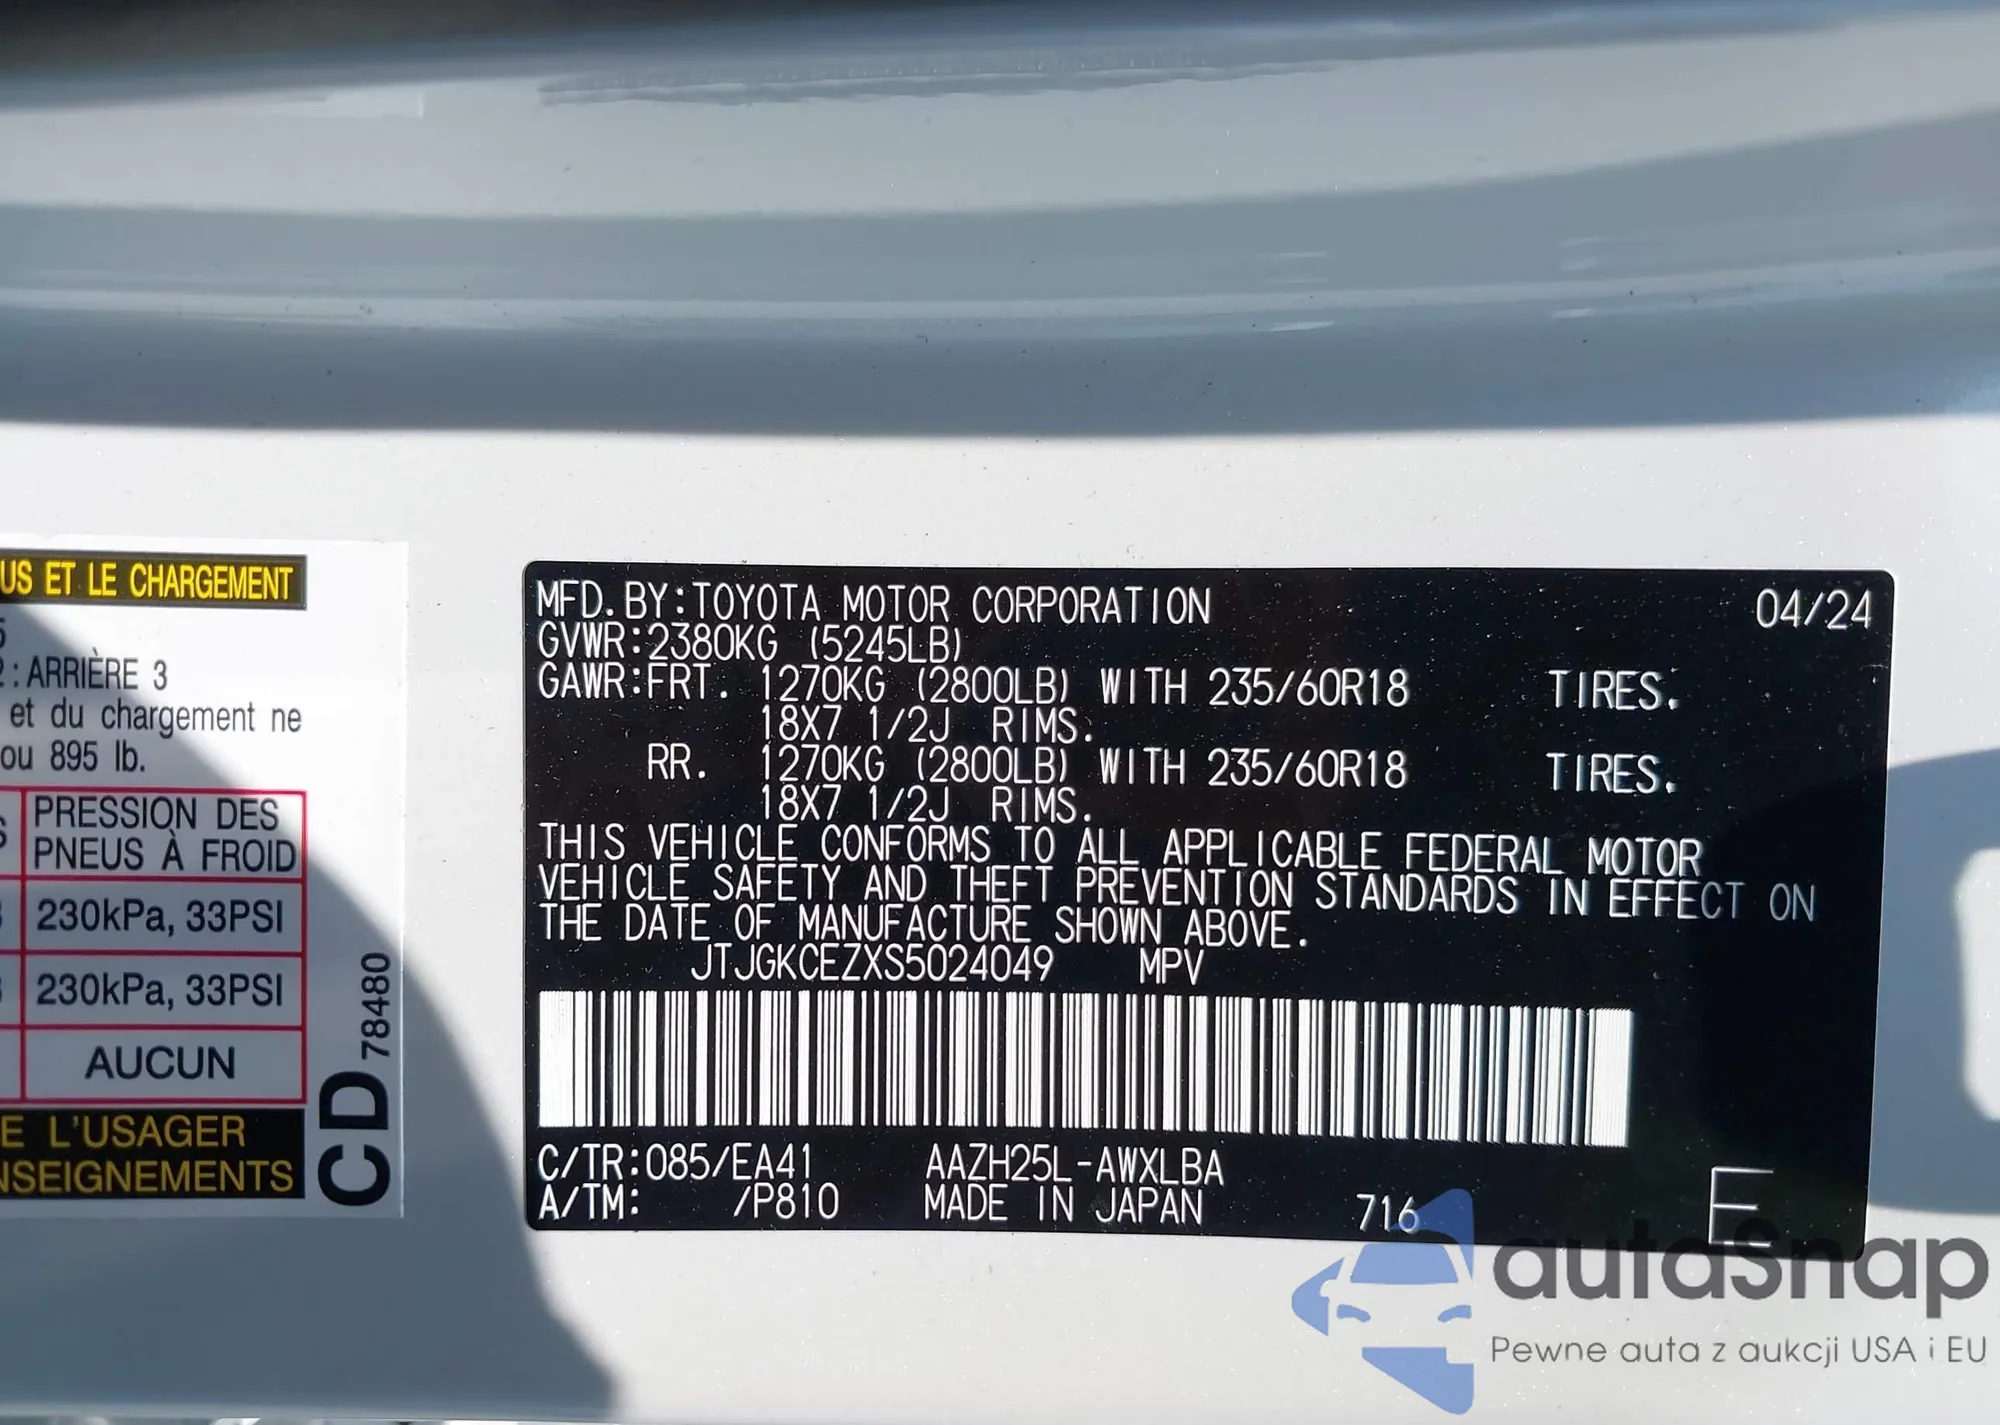 US ET LE CHARGEMENT
5
2 : ARRIÈRE 3
et du chargement ne
ou 895 lb.
PRESSION DES
PNEUS À FROID
230kPa, 33PSI
230kPa, 33PSI
AUCUN
E L'USAGER
NSEIGNEMENTS
CD 78480
MFD.BY:TOYOTA MOTOR CORPORATION 04/24
GVWR:2380KG (5245LB)
GAWR:FRT. 1270KG (2800LB) WITH 235/60R18 TIRES.
18X7 1/2J RIMS.
RR. 1270KG (2800LB) WITH 235/60R18 TIRES.
18X7 1/2J RIMS.
THIS VEHICLE CONFORMS TO ALL APPLICABLE FEDERAL MOTOR
VEHICLE SAFETY AND THEFT PREVENTION STANDARDS IN EFFECT ON
THE DATE OF MANUFACTURE SHOWN ABOVE.
JTJGKCEZXS5024049 MPV
C/TR:085/EA41 AAZH25L-AWXLBA
A/TM: /P810 MADE IN JAPAN 716 E
autaSnap
Pewne auta z aukcji USA i EU